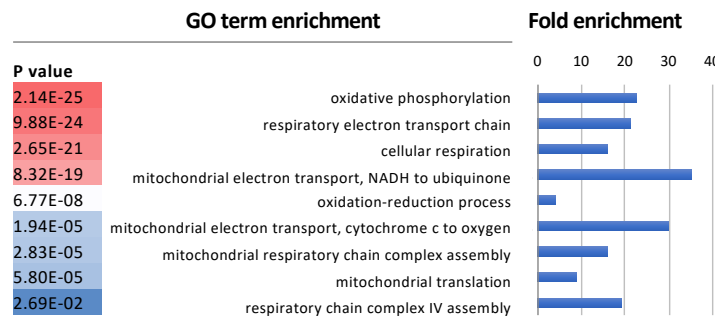 GO term enrichment Fold enrichment
0 10 20 30 40
P value
2.14E-25 oxidative phosphorylation
9.88E-24 respiratory electron transport chain
2.65E-21 cellular respiration
8.32E-19 mitochondrial electron transport, NADH to ubiquinone
6.77E-08 oxidation-reduction process
1.94E-05 mitochondrial electron transport, cytochrome c to oxygen
2.83E-05 mitochondrial respiratory chain complex assembly
5.80E-05 mitochondrial translation
2.69E-02 respiratory chain complex IV assembly